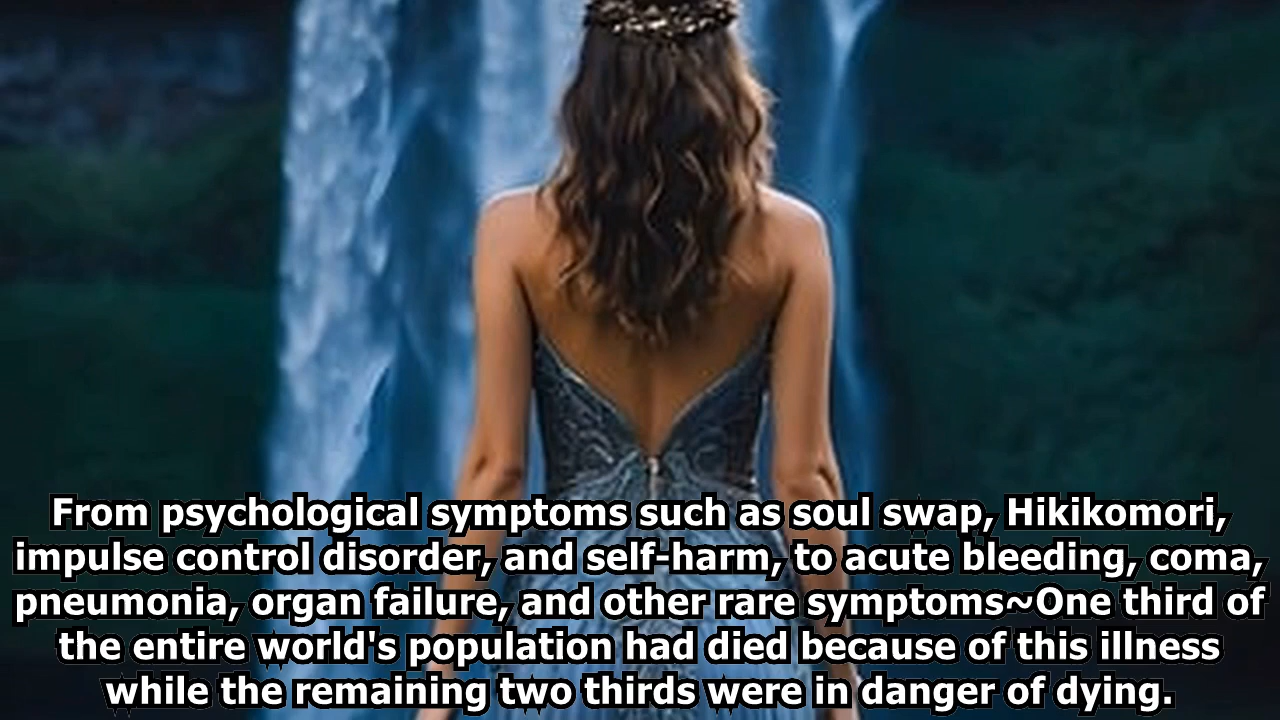 From psychological symptoms such as soul swap, Hikikomori,
impulse control disorder, and self-harm, to acute bleeding, coma,
pneumonia, organ failure, and other rare symptoms~One third of
the entire world's population had died because of this illness
while the remaining two thirds were in danger of dying.